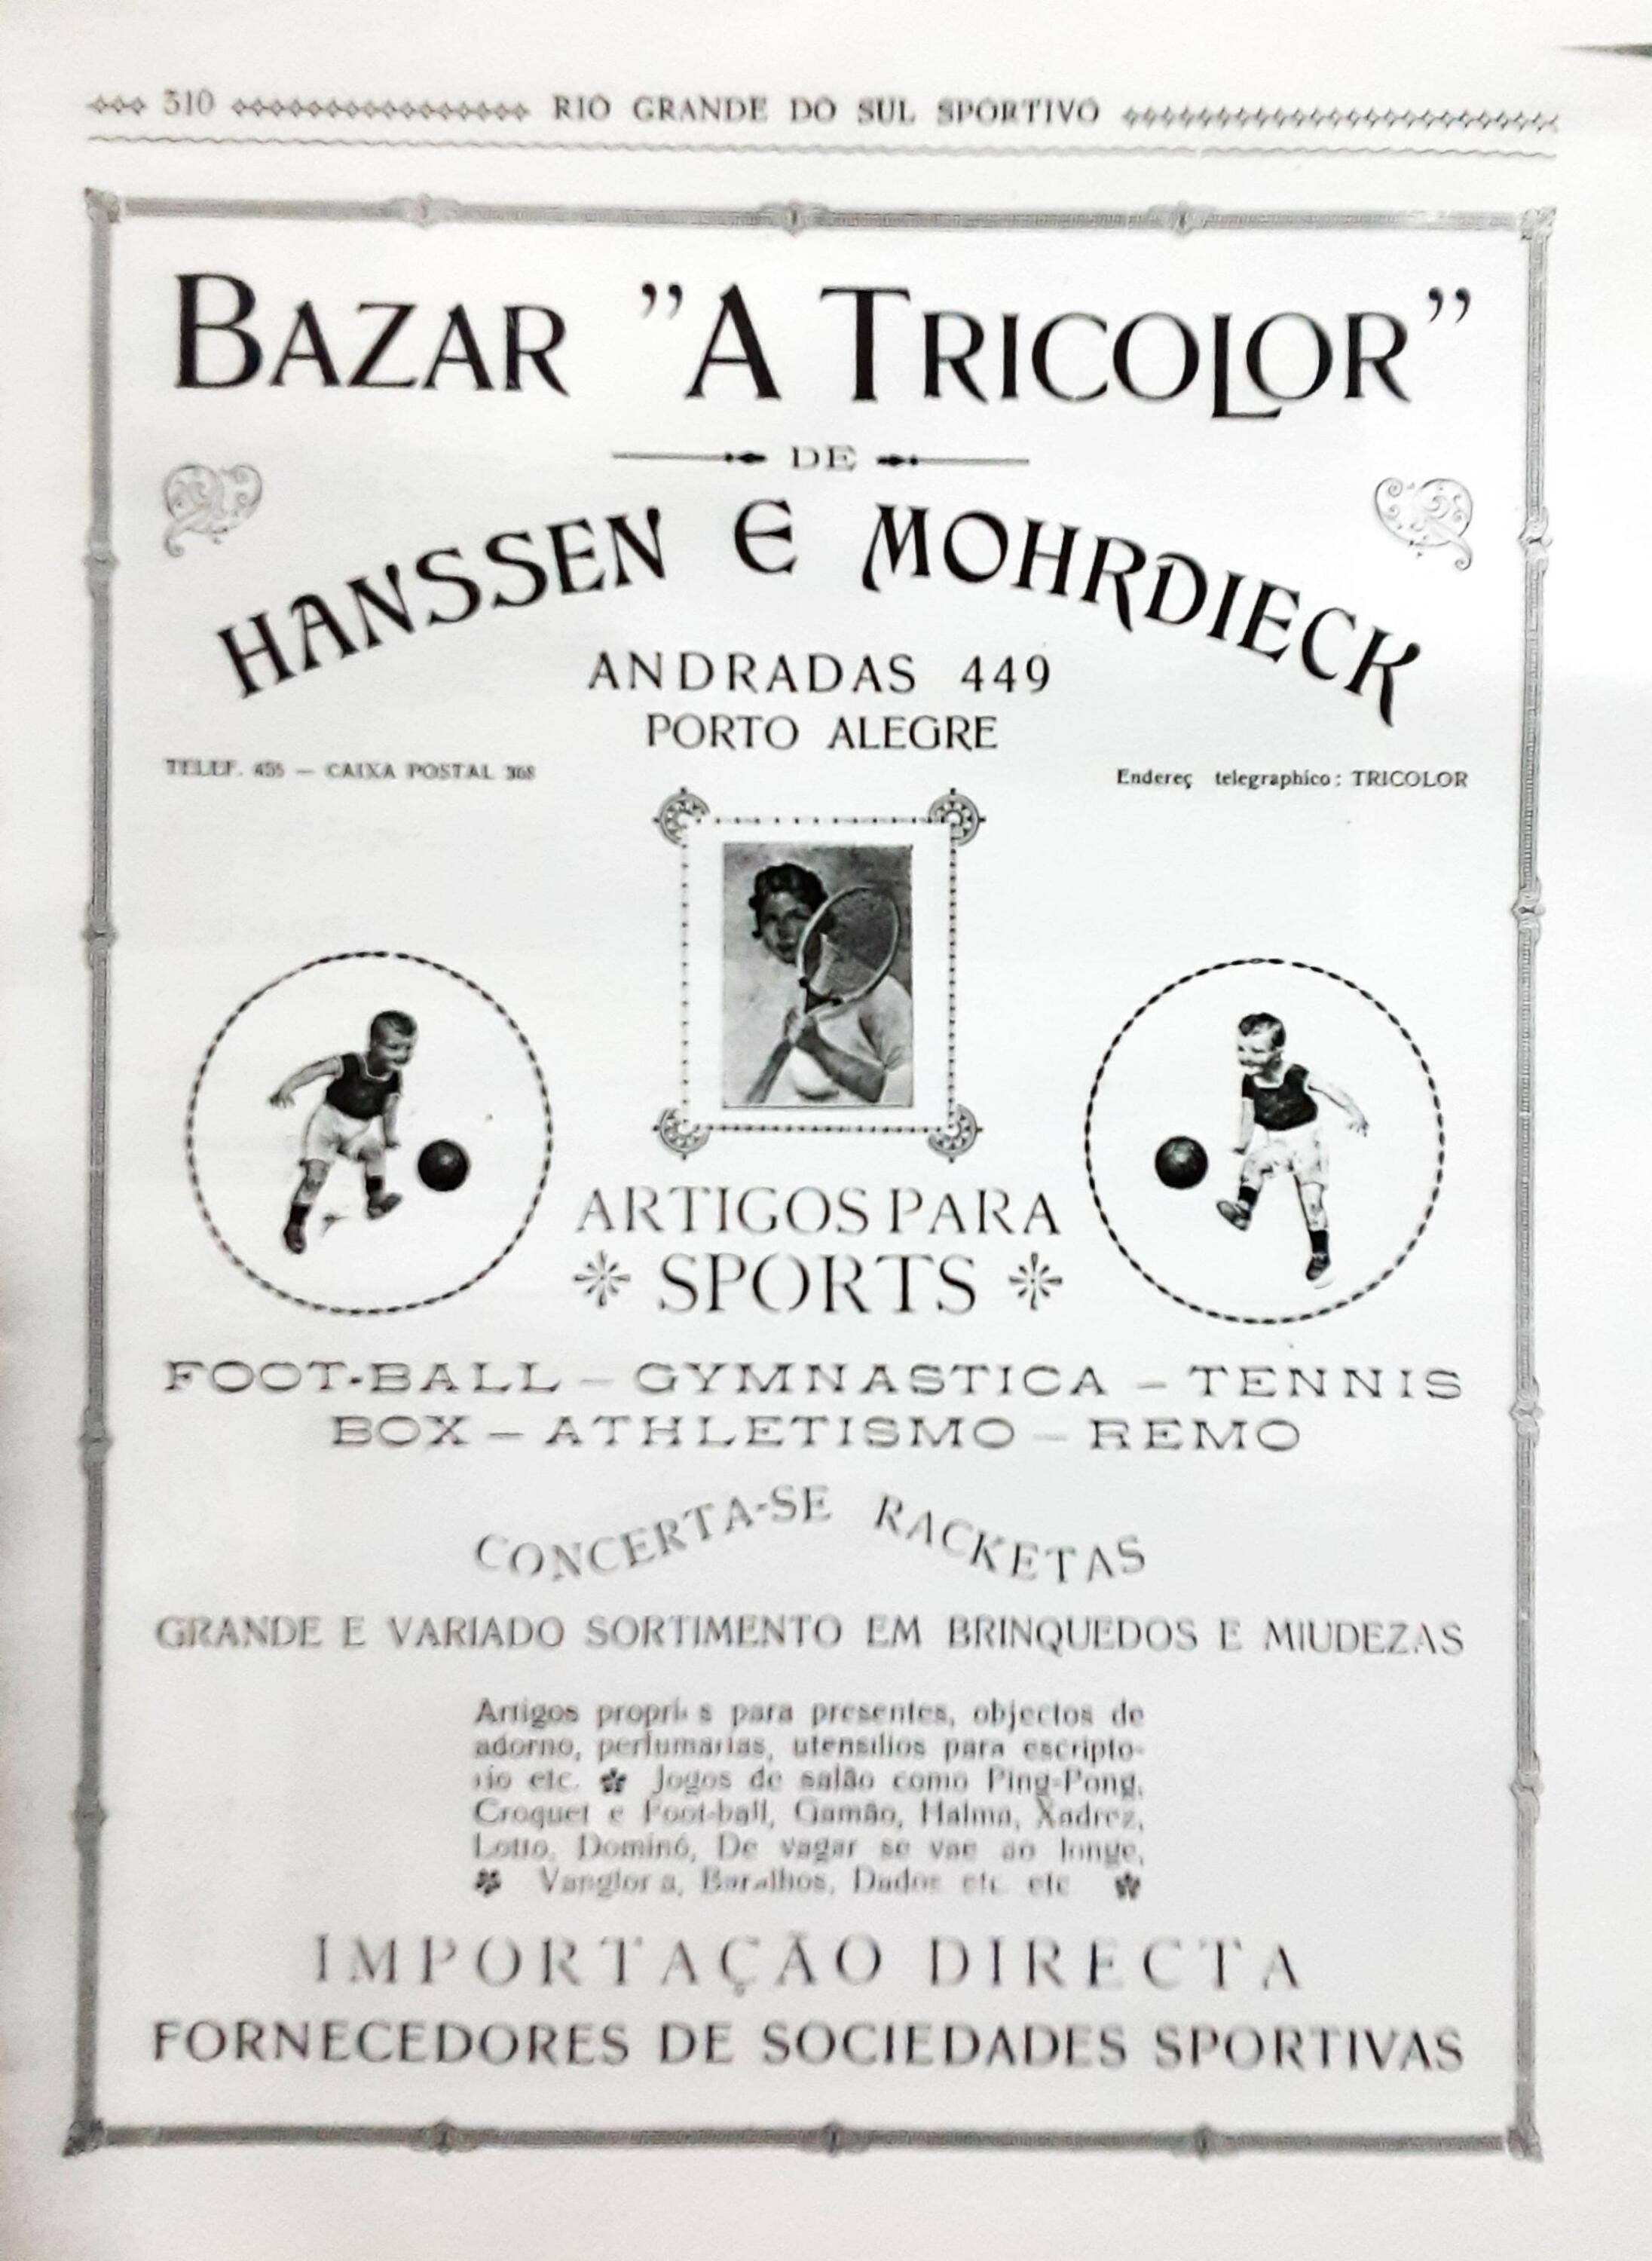 310 RIO GRANDE DO SUL SPORTIVO
BAZAR "A TRICOLOR"
DE
HANSSEN E MOHRDIECK
ANDRADAS 449
PORTO ALEGRE
TELEF. 455 — CAIXA POSTAL 368
Endereç telegraphico: TRICOLOR
ARTIGOS PARA
SPORTS
FOOT-BALL — GYMNASTICA — TENNIS
BOX — ATHLETISMO — REMO
CONCERTA-SE RACKETAS
GRANDE E VARIADO SORTIMENTO EM BRINQUEDOS E MIUDEZAS
Artigos para presentes, objectos de
adorno, perfumarias, utensilios para escripto-
rio etc. Jogos de salão como Ping-Pong,
Croquet e Foot-ball, Gamão, Halma, Xadrez,
Lotto, Dominó, De vagar se vae ao longe,
Baralhos, Dados etc etc
IMPORTAÇÃO DIRECTA
FORNECEDORES DE SOCIEDADES SPORTIVAS